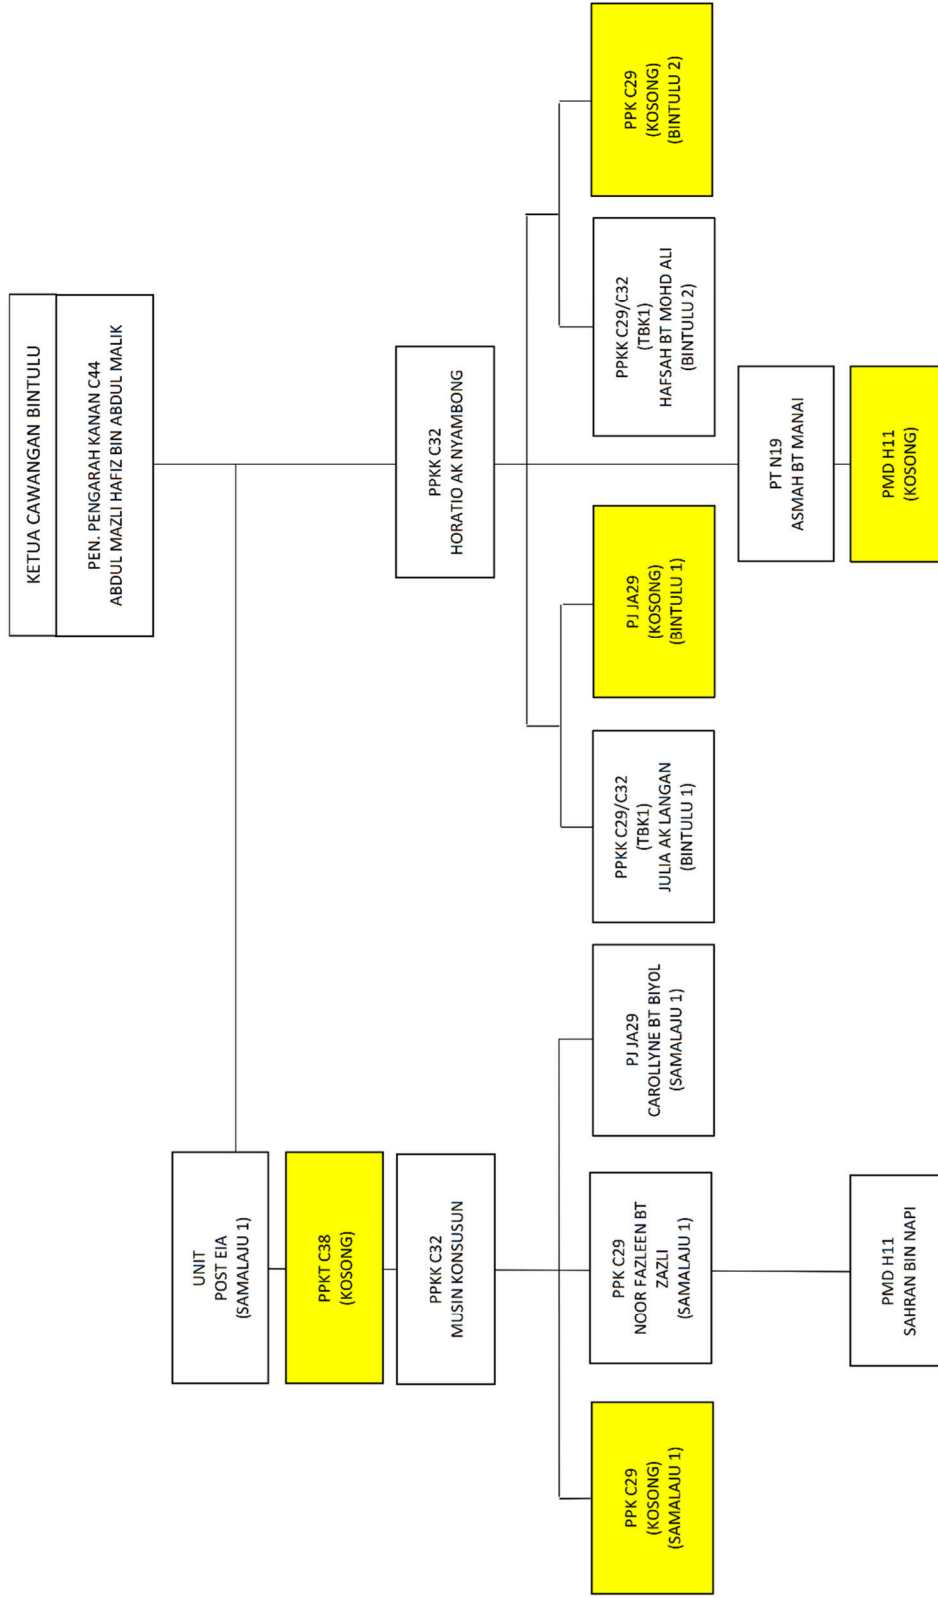 KETUA CAWANGAN BINTULU
PEN. PENGARAH KANAN C44
ABDUL MAZLI HAFIZ BIN ABDUL MALIK
UNIT
POST EIA
(SAMALAJU 1)
PPKT C38
(KOSONG)
PPKK C32
MUSIN KONSUSUN
PPKK C32
HORATIO AK NYAMBONG
PPK C29
(KOSONG)
(SAMALAJU 1)
PPK C29
NOOR FAZLEEN BT
ZAZLI
(SAMALAJU 1)
PJ JA29
CAROLLYNE BT BIYOL
(SAMALAJU 1)
PPKK C29/C32
(TBK1)
JULIA AK LANGAN
(BINTULU 1)
PJ JA29
(KOSONG)
(BINTULU 1)
PPKK C29/C32
(TBK1)
HAFSAH BT MOHD ALI
(BINTULU 2)
PPK C29
(KOSONG)
(BINTULU 2)
PT N19
ASMAH BT MANAI
PMD H11
SAHRAN BIN NAPI
PMD H11
(KOSONG)